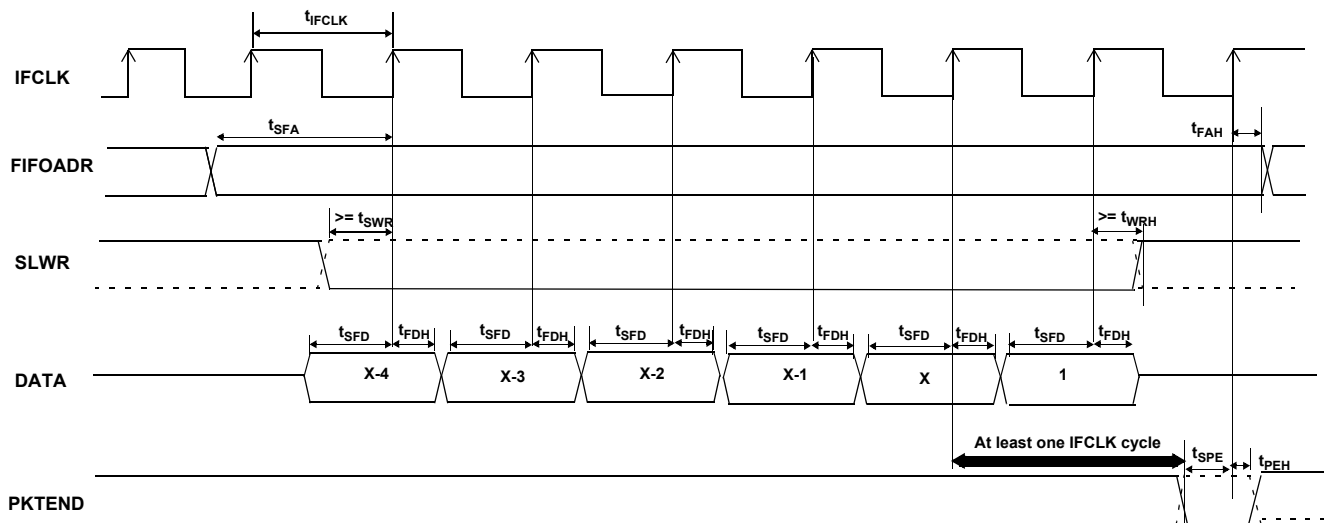 tIFCLK
IFCLK
tSFA
tFAH
FIFOADR
>= tSWR
>= tWRH
SLWR
tSFD tFDH tSFD tFDH tSFD tFDH tSFD tFDH tSFD tFDH tSFD tFDH
DATA X-4 X-3 X-2 X-1 X 1
At least one IFCLK cycle
tSPE
tPEH
PKTEND